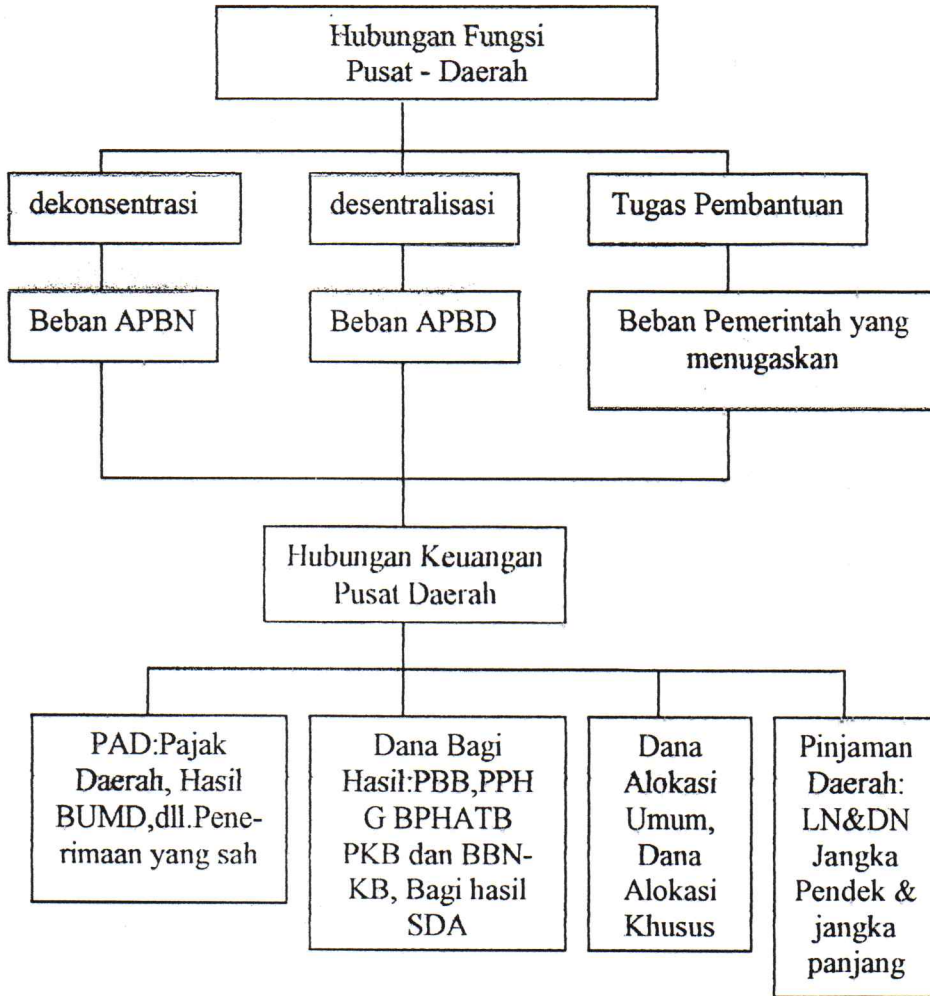 Hubungan Fungsi
Pusat - Daerah
dekonsentrasi
desentralisasi
Tugas Pembantuan
Beban APBN
Beban APBD
Beban Pemerintah yang
menugaskan
Hubungan Keuangan
Pusat Daerah
PAD:Pajak
Daerah, Hasil
BUMD,dll.Pene-
rimaan yang sah
Dana Bagi
Hasil:PBB,PPH
G BPHATB
PKB dan BBN-
KB, Bagi hasil
SDA
Dana
Alokasi
Umum,
Dana
Alokasi
Khusus
Pinjaman
Daerah:
LN&DN
Jangka
Pendek &
jangka
panjang